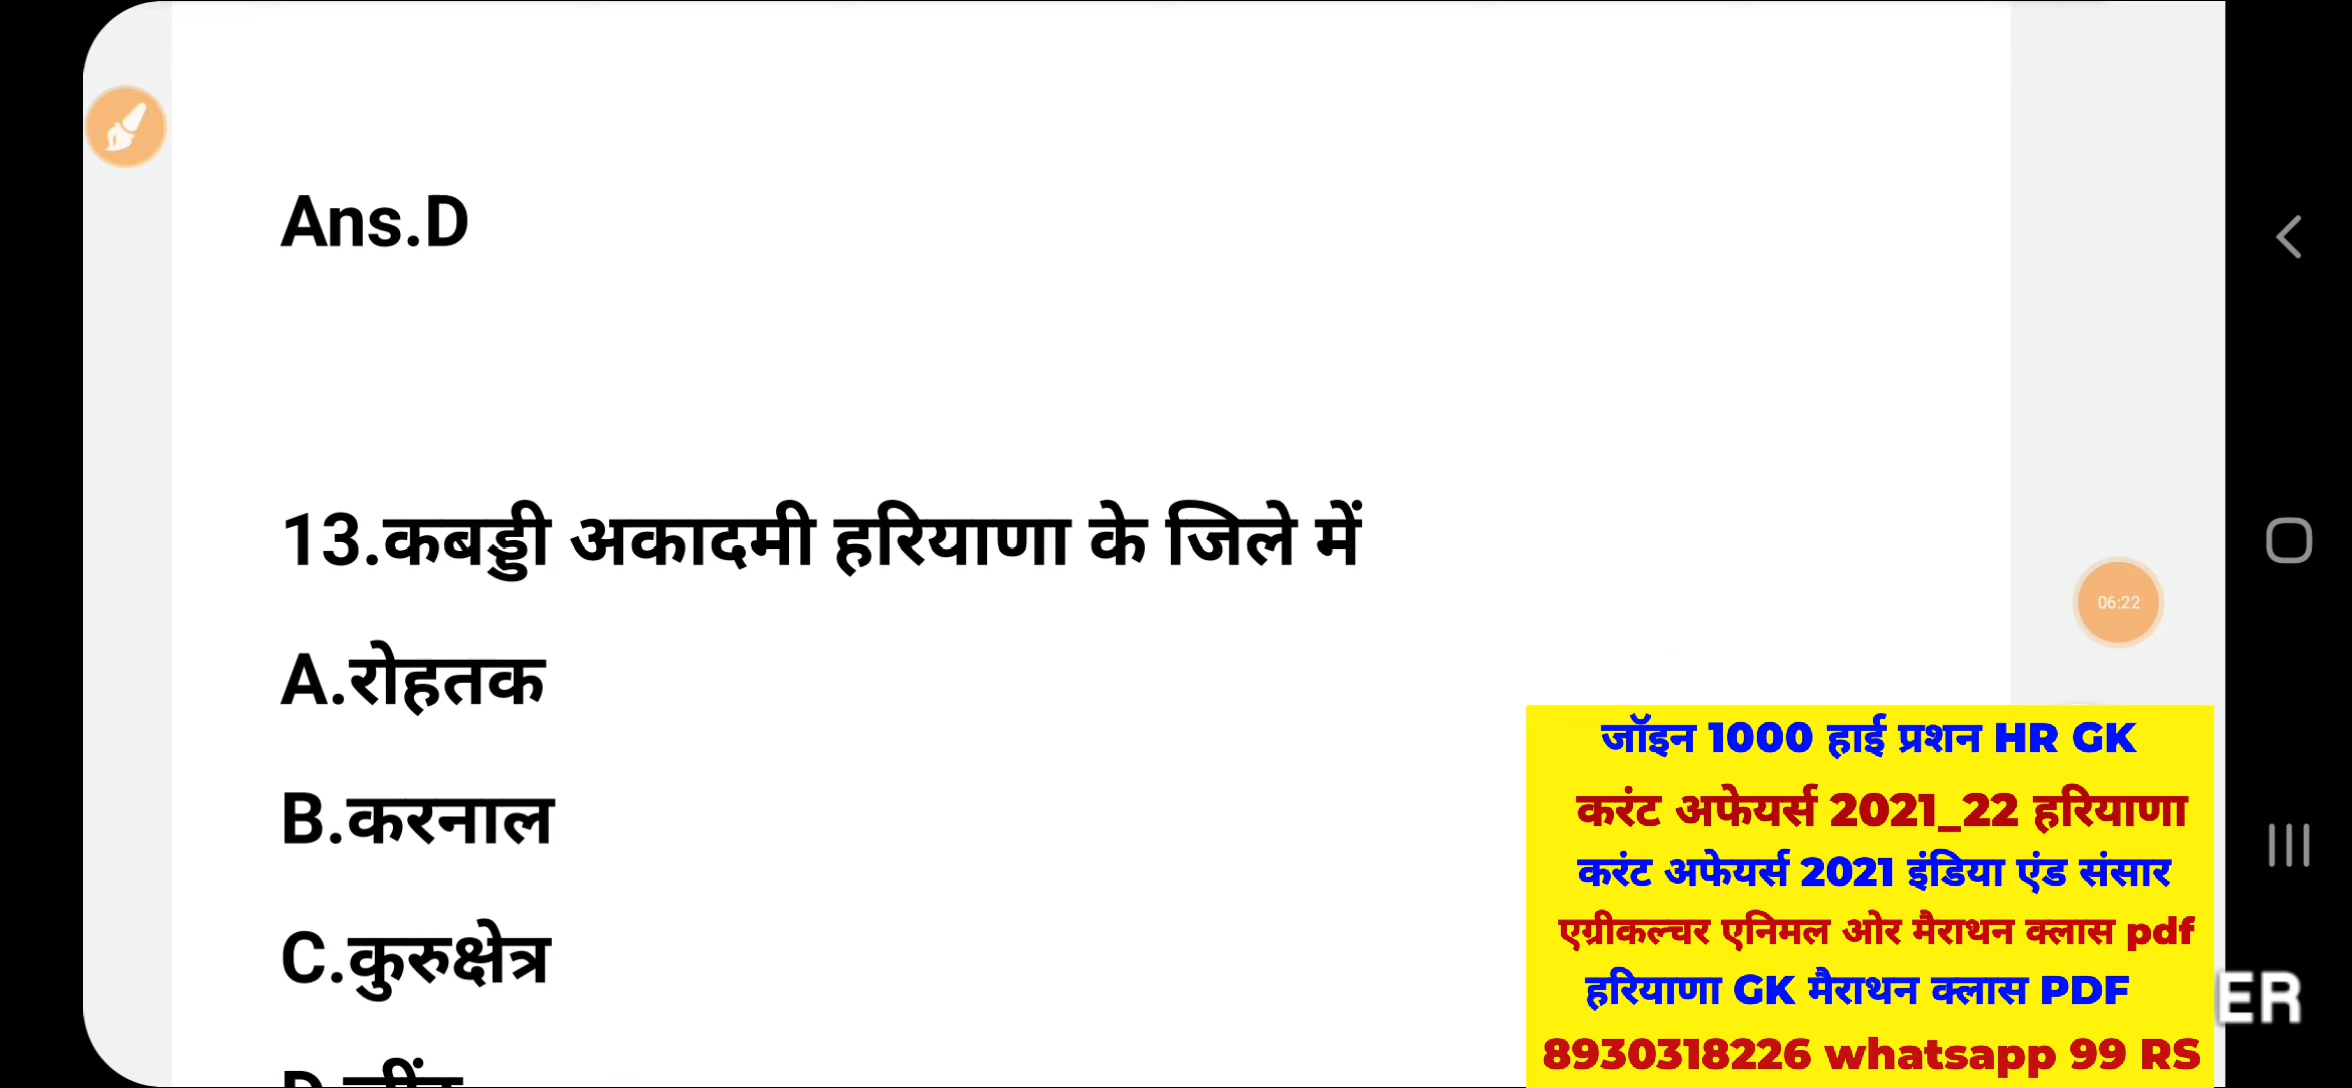 Ans.D
13.कबड्डी अकादमी हरियाणा के जिले में
A.रोहतक
B.करनाल
C.कुरुक्षेत्र
06:22
जॉइन 1000 हाई प्रशन HR GK
करंट अफेयर्स 2021_22 हरियाणा
करंट अफेयर्स 2021 इंडिया एंड संसार
एग्रीकल्चर एनिमल ओर मैराथन क्लास pdf
हरियाणा GK मैराथन क्लास PDF
8930318226 whatsapp 99 RS
ER